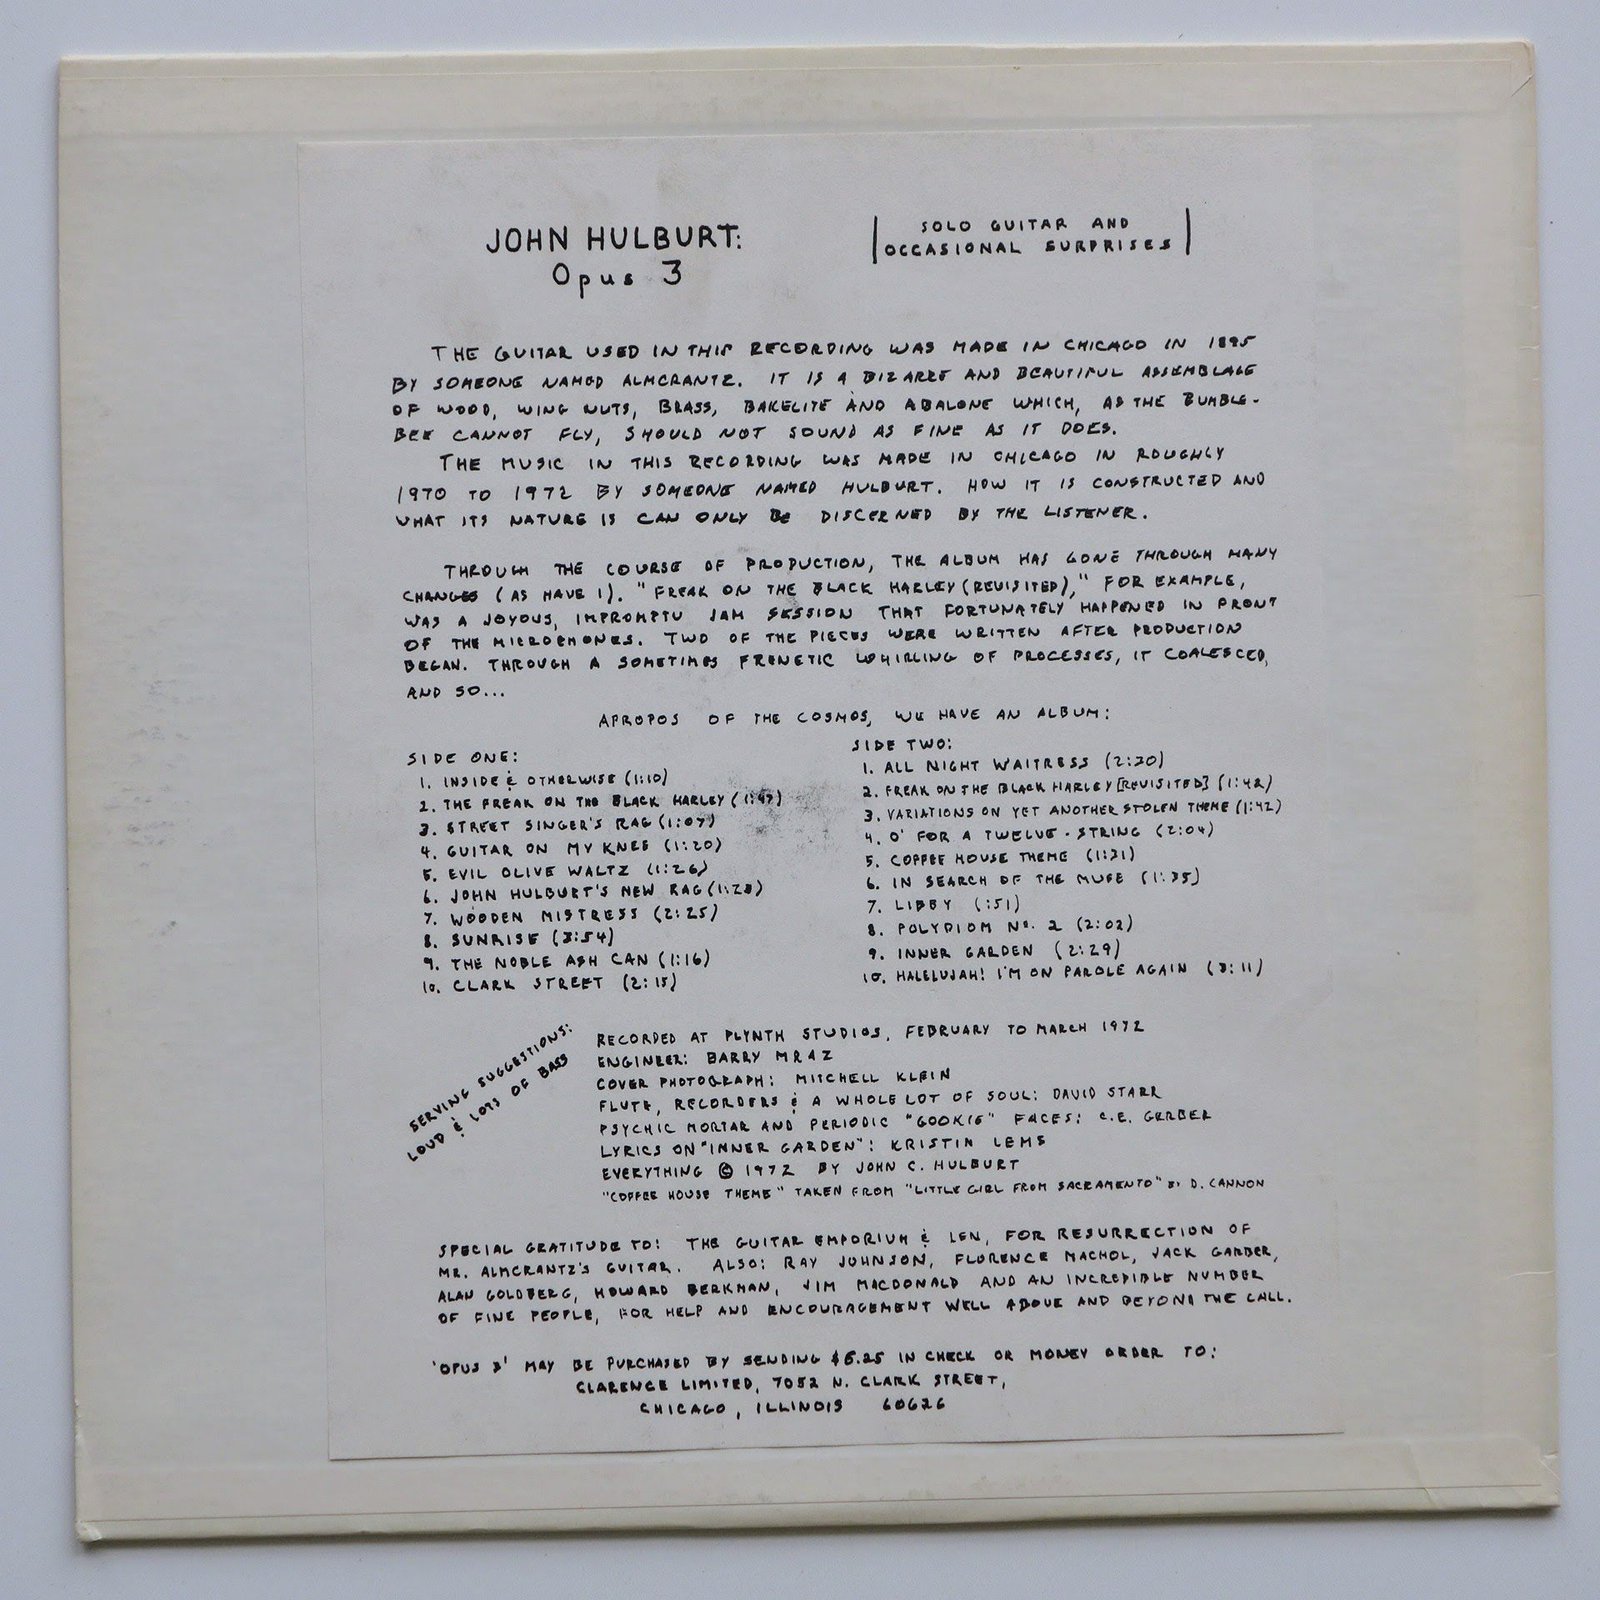 JOHN HULBURT:
Opus 3
SOLO GUITAR AND
OCCASIONAL SURPRISES
THE GUITAR USED IN THIS RECORDING WAS MADE IN CHICAGO IN 1895
BY SOMEONE NAMED ALMCRANTZ. IT IS A BIZARRE AND BEAUTIFUL ASSEMBLAGE
OF WOOD, WING NUTS, BRASS, BAKELITE AND ABALONE WHICH, AS THE BUMBLE-
BEE CANNOT FLY, SHOULD NOT SOUND AS FINE AS IT DOES.
THE MUSIC IN THIS RECORDING WAS MADE IN CHICAGO IN ROUGHLY
1970 TO 1972 BY SOMEONE NAMED HULBURT. HOW IT IS CONSTRUCTED AND
WHAT ITS NATURE IS CAN ONLY BE DISCERNED BY THE LISTENER.
THROUGH THE COURSE OF PRODUCTION, THE ALBUM HAS GONE THROUGH MANY
CHANGES (AS HAVE I). "FREAK ON THE BLACK HARLEY (REVISITED)," FOR EXAMPLE,
WAS A JOYOUS, IMPROMPTU JAM SESSION THAT FORTUNATELY HAPPENED IN FRONT
OF THE MICROPHONES. TWO OF THE PIECES WERE WRITTEN AFTER PRODUCTION
BEGAN. THROUGH A SOMETIMES FRENETIC WHIRLING OF PROCESSES, IT COALESCED,
AND SO...
APROPOS OF THE COSMOS, WE HAVE AN ALBUM:
SIDE ONE:
1. INSIDE & OTHERWISE (1:10)
2. THE FREAK ON THE BLACK HARLEY
3. STREET SINGER'S RAG (1:07)
4. GUITAR ON MY KNEE (1:20)
5. EVIL OLIVE WALTZ (1:26)
6. JOHN HULBURT'S NEW RAG (1:28)
7. WOODEN MISTRESS (2:25)
8. SUNRISE (3:54)
9. THE NOBLE ASH CAN (1:16)
10. CLARK STREET (2:15)
SIDE TWO:
1. ALL NIGHT WAITRESS (2:20)
2. FREAK ON THE BLACK HARLEY [REVISITED] (1:42)
3. VARIATIONS ON YET ANOTHER STOLEN THEME (1:42)
4. O' FOR A TWELVE-STRING (2:04)
5. COFFEE HOUSE THEME (1:31)
6. IN SEARCH OF THE MUSE (1:35)
7. LIBBY (:51)
8. POLYDIOM No. 2 (2:02)
9. INNER GARDEN (2:29)
10. HALELUJAH! I'M ON PAROLE AGAIN (3:11)
SERVING SUGGESTIONS:
LOUD & LOTS OF BASS
RECORDED AT PLYNTH STUDIOS, FEBRUARY TO MARCH 1972
ENGINEER: BARRY MRAZ
COVER PHOTOGRAPH: MITCHELL KLEIN
FLUTE, RECORDERS & A WHOLE LOT OF SOUL: DAVID STARR
PSYCHIC MORTAR AND PERIODIC "GOOKIE" FACES: C.E. GERBER
LYRICS ON "INNER GARDEN": KRISTIN LEMS
EVERYTHING © 1972 BY JOHN C. HULBURT
"COFFEE HOUSE THEME" TAKEN FROM "LITTLE GIRL FROM SACRAMENTO" BY D. CANNON
SPECIAL GRATITUDE TO: THE GUITAR EMPORIUM & LEN, FOR RESURRECTION OF
MR. ALMCRANTZ'S GUITAR. ALSO: RAY JOHNSON, FLORENCE MACHOL, JACK GARBER,
ALAN GOLDBERG, HOWARD BERKMAN, JIM MACDONALD AND AN INCREDIBLE NUMBER
OF FINE PEOPLE, FOR HELP AND ENCOURAGEMENT WELL ABOVE AND BEYOND THE CALL.
'OPUS 3' MAY BE PURCHASED BY SENDING $5.25 IN CHECK OR MONEY ORDER TO:
CLARENCE LIMITED, 7052 N. CLARK STREET,
CHICAGO, ILLINOIS 60626